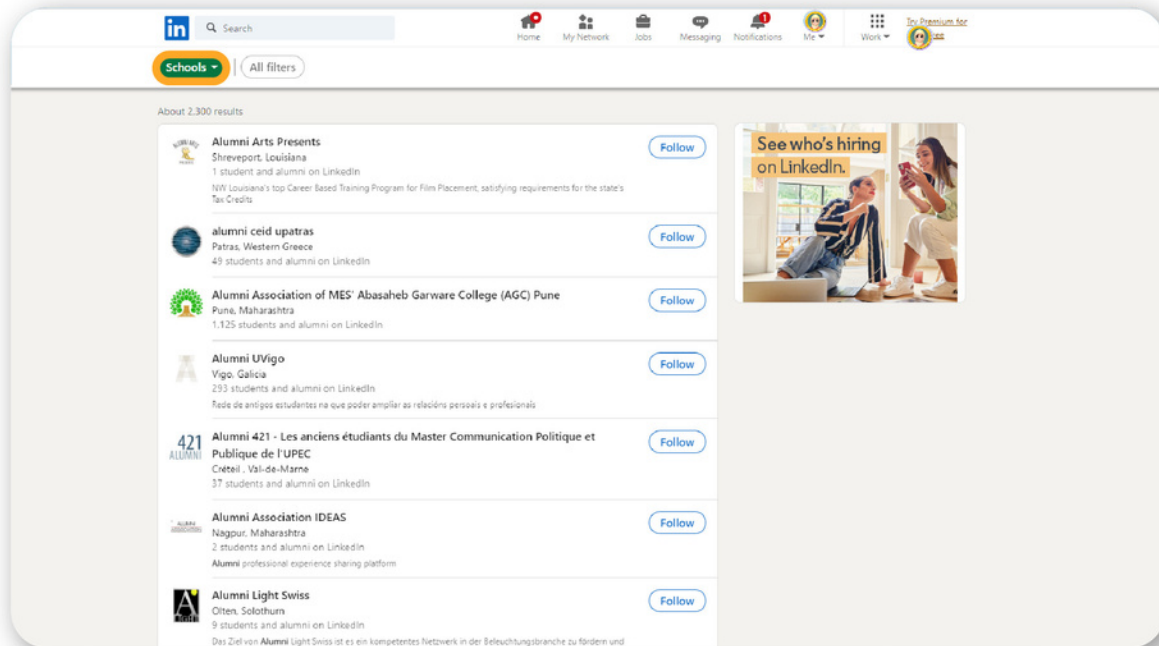 in
Search
Home
My Network
Jobs
Messaging
1
Notifications
Me
Work
Try Premium for
Schools
All filters
About 2,300 results
Alumni Arts Presents
Shreveport, Louisiana
1 student and alumni on LinkedIn
NW Louisiana's top Career Based Training Program for Film Placement, satisfying requirements for the state's
Tax Credits
Follow
alumni ceid upatras
Patras, Western Greece
49 students and alumni on LinkedIn
Follow
Alumni Association of MES' Abasaheb Garware College (AGC) Pune
Pune, Maharashtra
1,125 students and alumni on LinkedIn
Follow
Alumni UVigo
Vigo, Galicia
293 students and alumni on LinkedIn
Rede de antigos estudantes na que poder ampliar as relacións persoais e profesionais
Follow
421
ALUMNI
Alumni 421 - Les anciens étudiants du Master Communication Politique et
Publique de l'UPEC
Créteil , Val-de-Marne
37 students and alumni on LinkedIn
Follow
Alumni Association IDEAS
Nagpur, Maharashtra
2 students and alumni on LinkedIn
Alumni professional experience sharing platform
Follow
A
LIGHT
Alumni Light Swiss
Olten, Solothurn
9 students and alumni on LinkedIn
Das Ziel von Alumni Light Swiss ist es ein kompetentes Netzwerk in der Beleuchtungsbranche zu fördern und
Follow
See who's hiring
on LinkedIn.